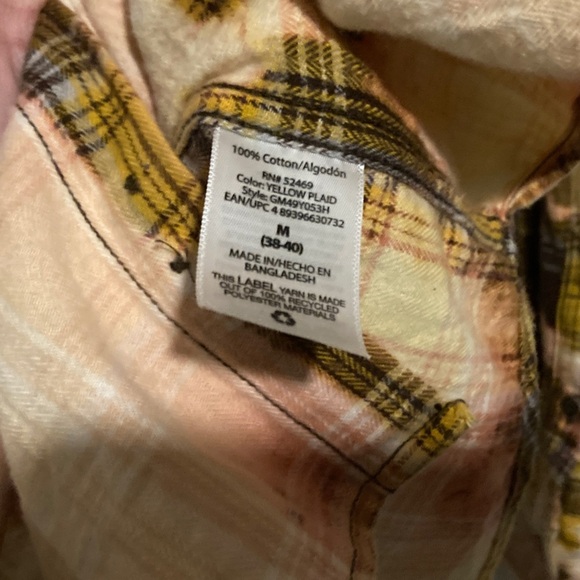 100% Cotton/Algodón
RN# 52469
Color: YELLOW PLAID
Style: GM49Y053H
EAN/UPC 4 89396630732
M
(38-40)
MADE IN/HECHO EN
BANGLADESH
THIS LABEL YARN IS MADE
OUT OF 100% RECYCLED
POLYESTER MATERIALS